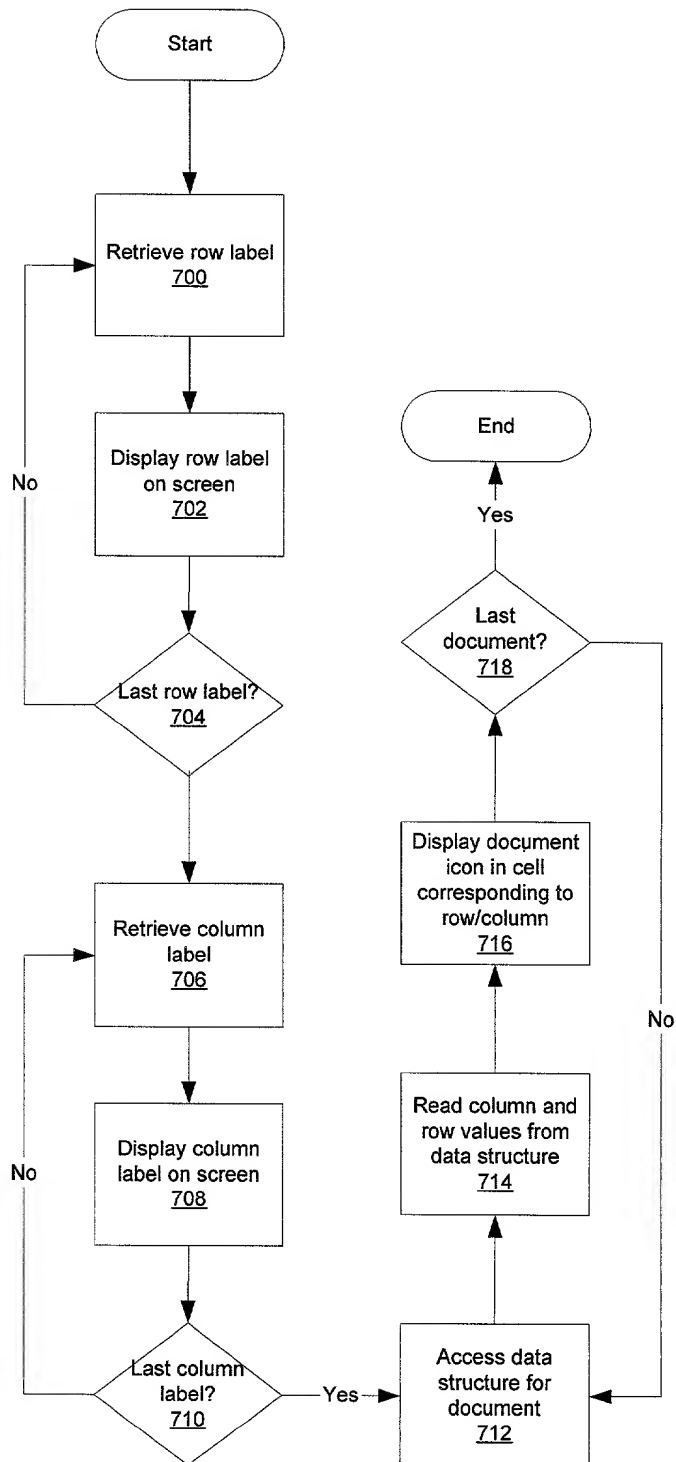 Start
Retrieve row label
700
Display row label
on screen
702
No
Last row label?
704
Retrieve column
label
706
Display column
label on screen
708
No
Last column
label?
710
Yes
Access data
structure for
document
712
Read column and
row values from
data structure
714
Display document
icon in cell
corresponding to
row/column
716
Last
document?
718
No
Yes
End